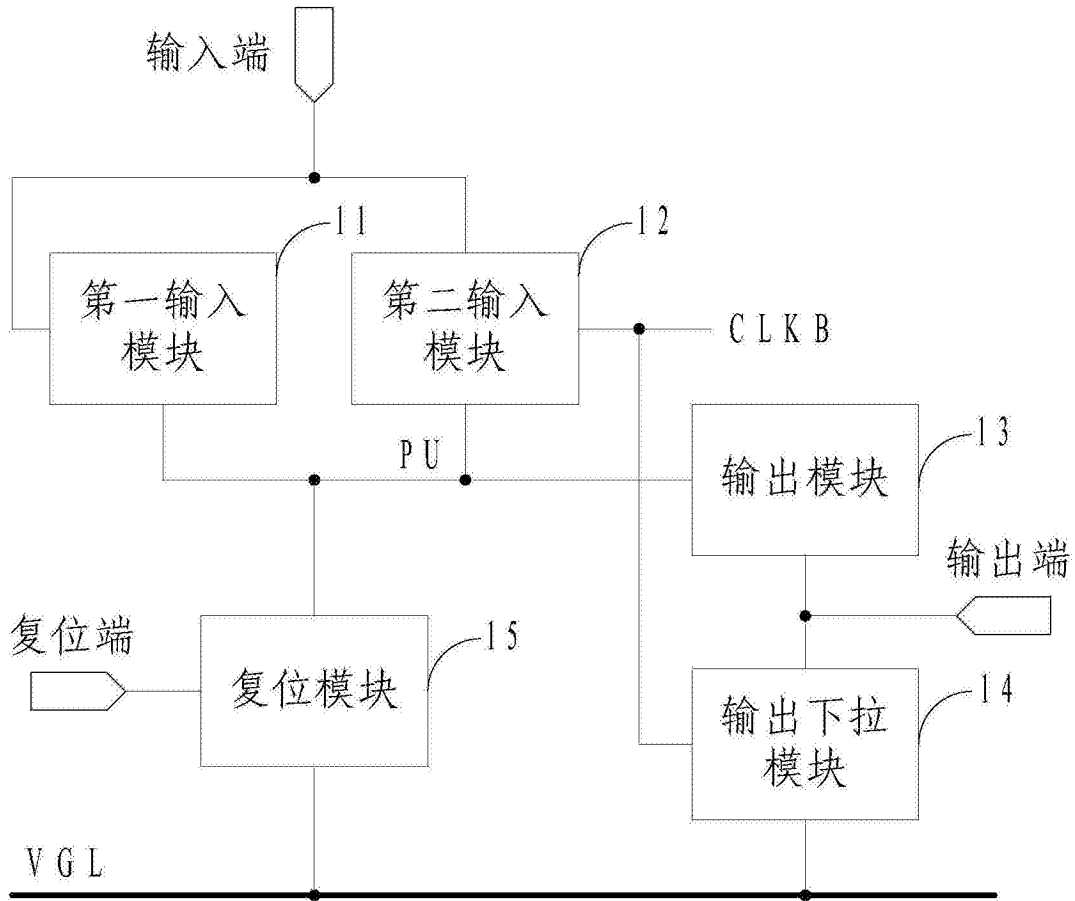 输入端
11
12
第一输入
模块
第二输入
模块
CLKB
PU
13
输出模块
输出端
复位端
15
复位模块
14
输出下拉
模块
VGL